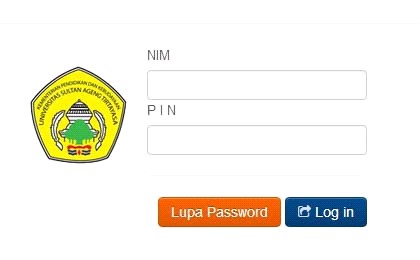 NIM
KEMENTERIAN PENDIDIKAN DAN KEBUDAYAAN
UNIVERSITAS SULTAN AGENG TIRTAYASA
P I N
Lupa Password
Log in